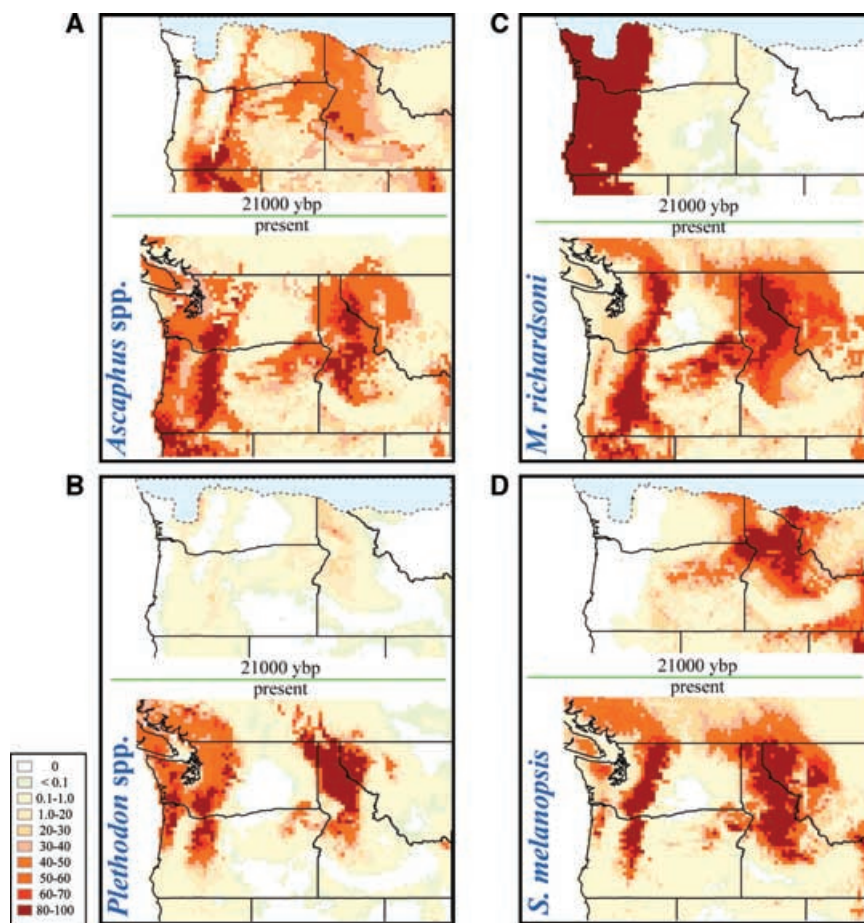 A
21000 ybp
present
Ascaphus spp.
B
21000 ybp
present
Plethodon spp.
0
< 0.1
0.1-1.0
1.0-20
20-30
30-40
40-50
50-60
60-70
80-100
C
21000 ybp
present
M. richardsoni
D
21000 ybp
present
S. melanopsis